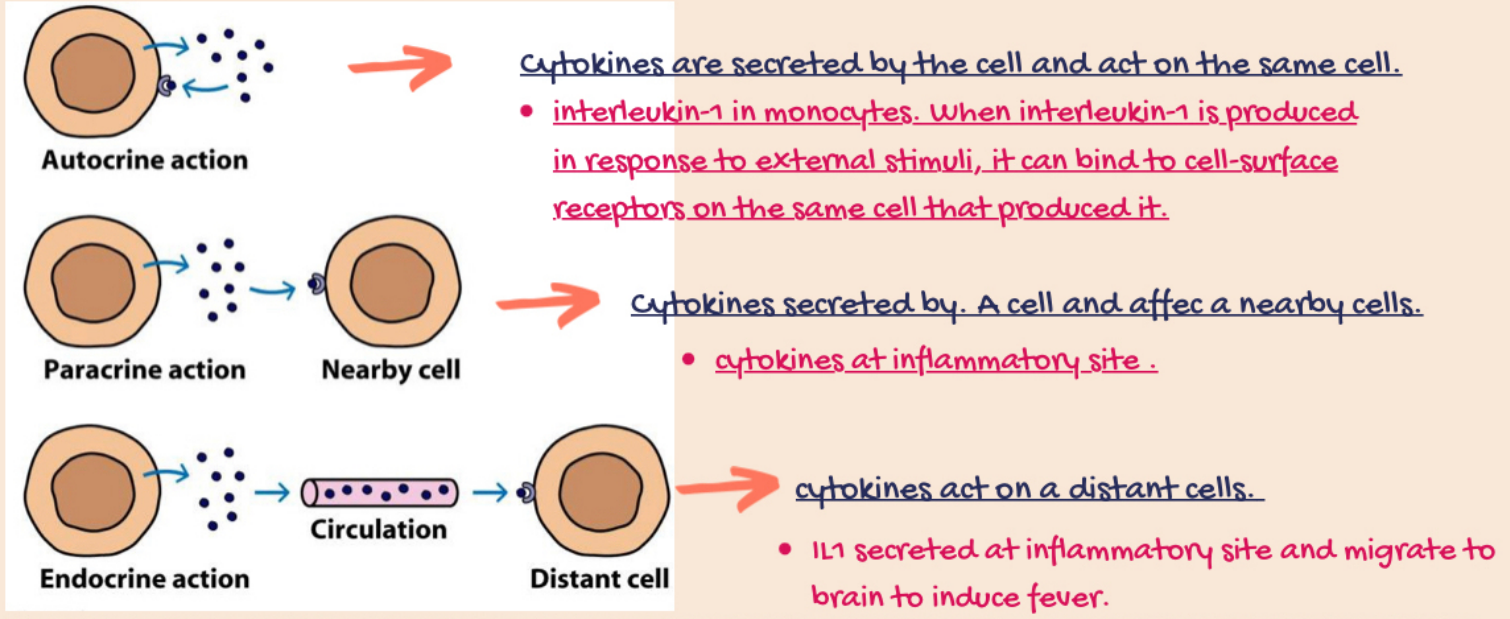 Cytokines are secreted by the cell and act on the same cell.
• interleukin-1 in monocytes. When interleukin-1 is produced
in response to external stimuli, it can bind to cell-surface
receptors on the same cell that produced it.
Autocrine action
Cytokines secreted by. A cell and affec a nearby cells.
• cytokines at inflammatory site .
Paracrine action
Nearby cell
cytokines act on a distant cells.
Circulation
• IL1 secreted at inflammatory site and migrate to
brain to induce fever.
Endocrine action
Distant cell